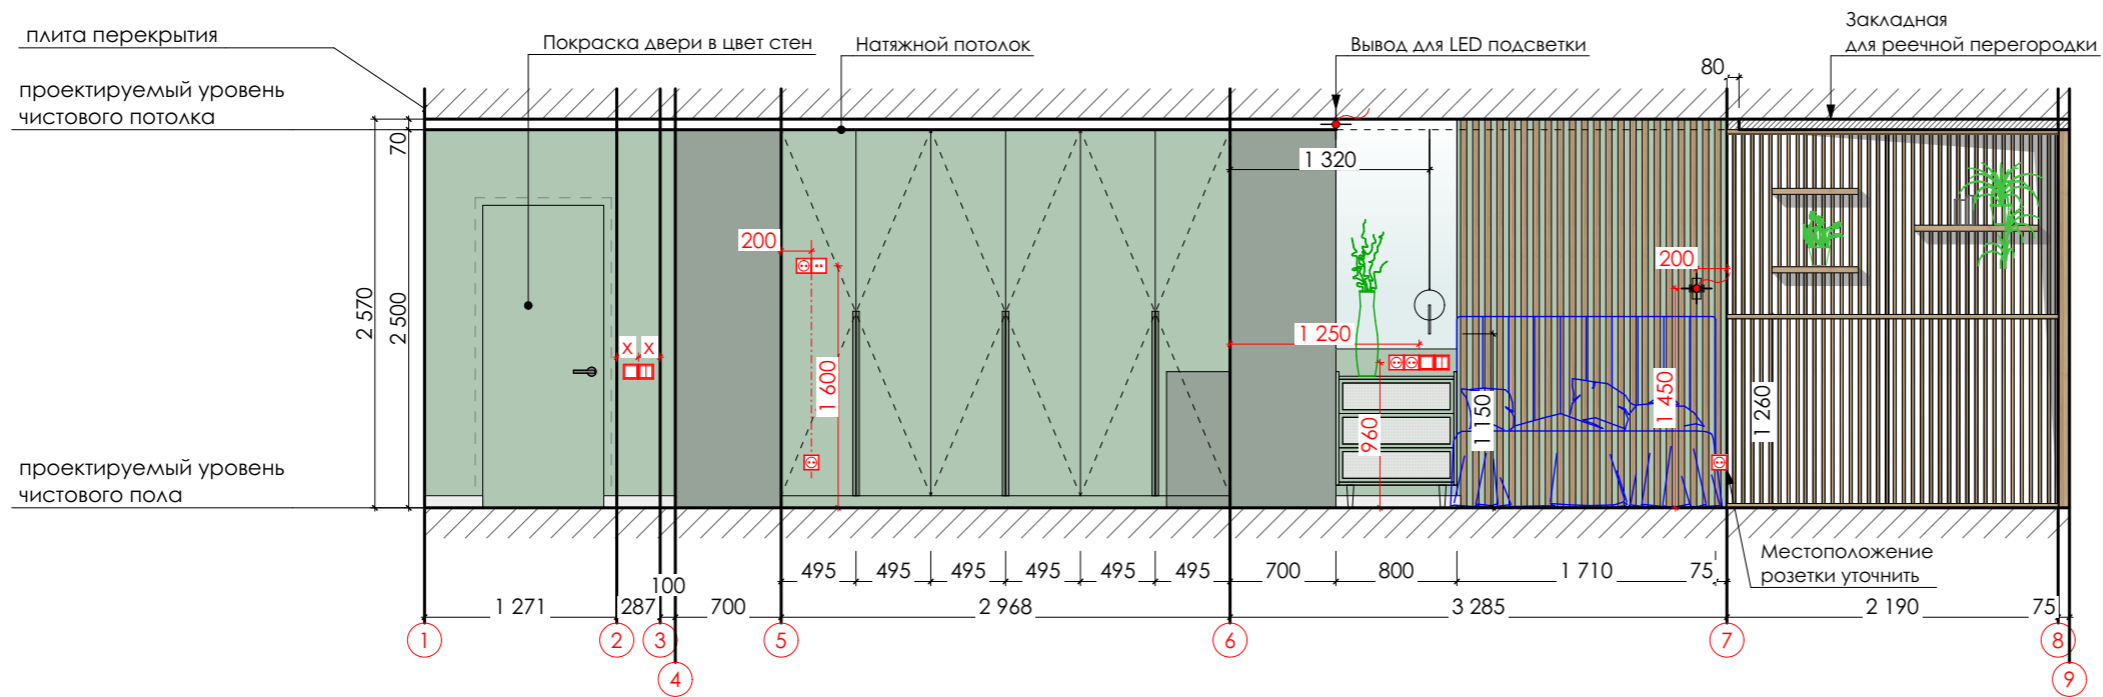 плита перекрытия
проектируемый уровень
чистового потолка
Покраска двери в цвет стен
Натяжной потолок
Вывод для LED подсветки
Закладная
для реечной перегородки
80
70
2 570
2 500
1 320
200
200
x x
1 600
1 250
960
1 150
1 450
1 260
проектируемый уровень
чистового пола
Местоположение
розетки уточнить
495 495 495 495 495 495 700 800 1 710 75
1 271 287 100 700 2 968 3 285 2 190 75
1 2 3 4 5 6 7 8 9